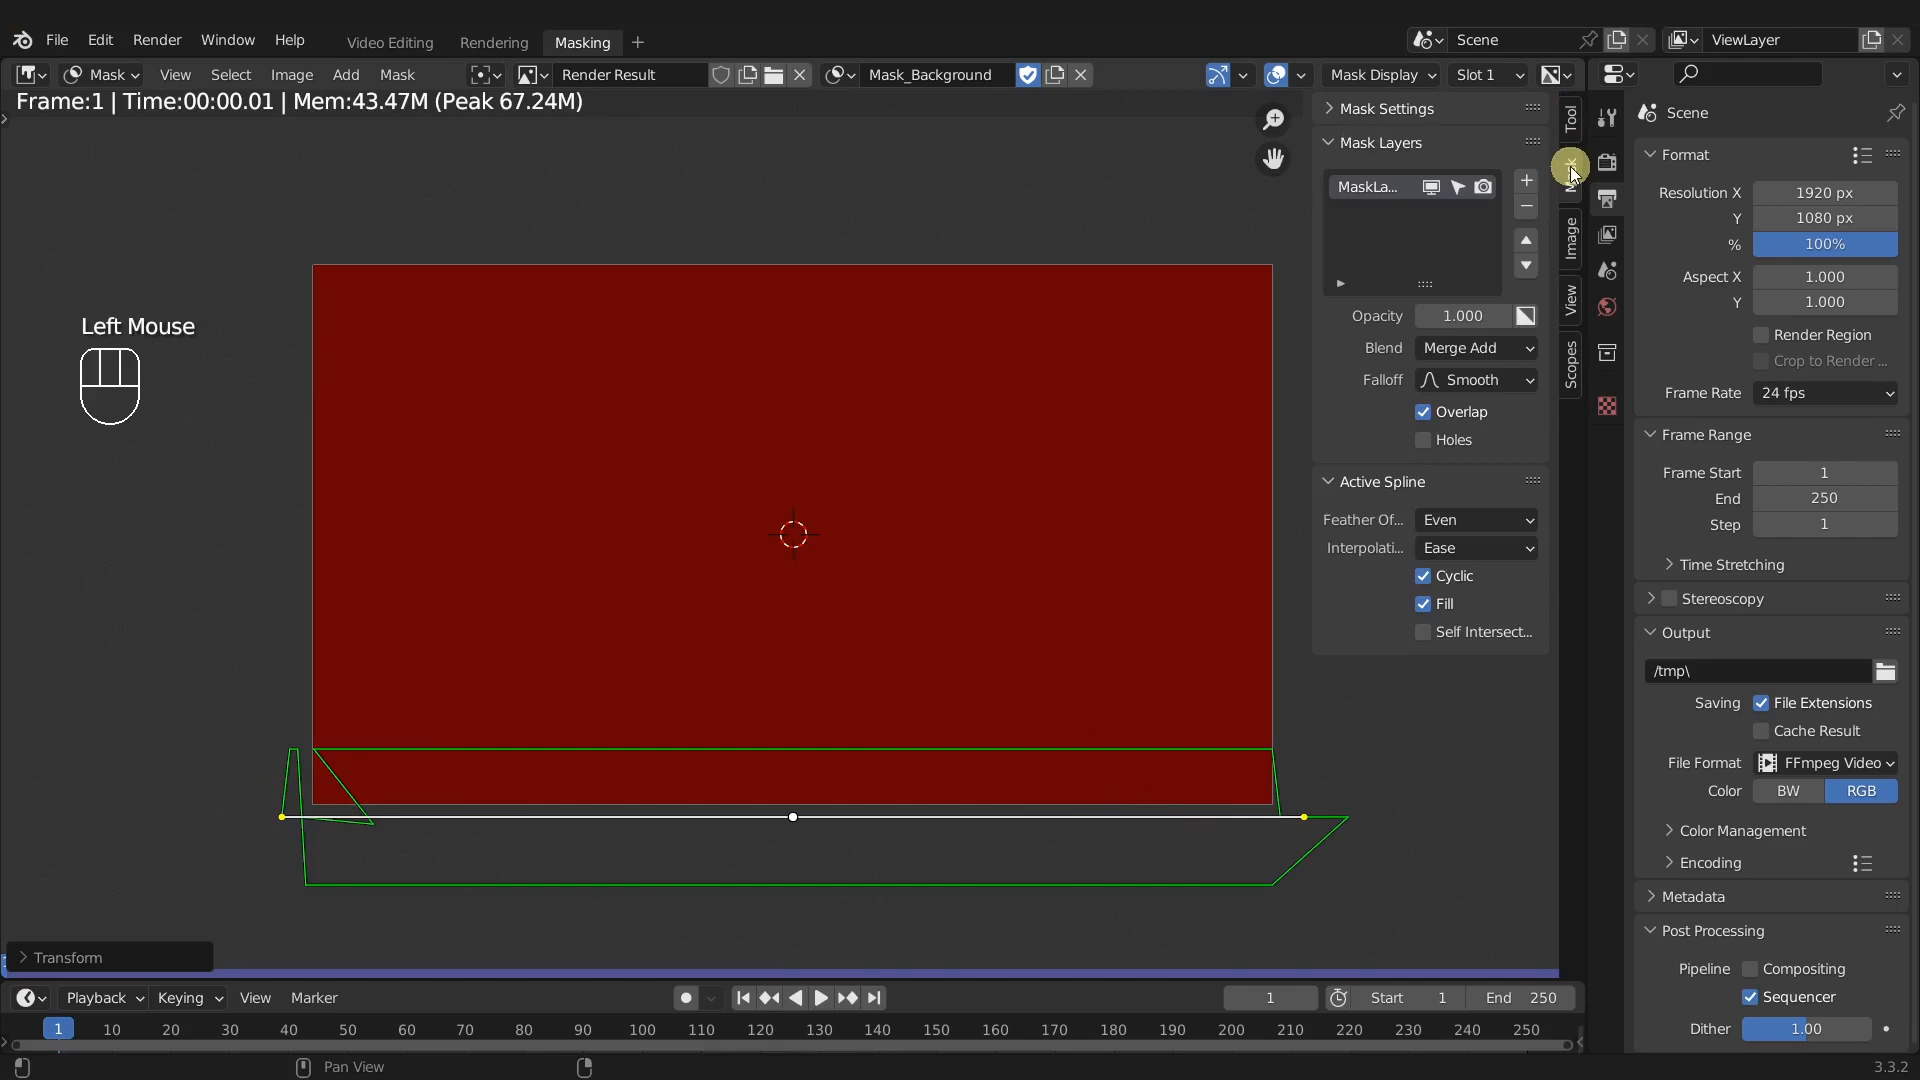 File Edit Render Window Help Video Editing Rendering Masking Scene ViewLayer
Mask View Select Image Add Mask Render Result Mask_Background Mask Display Slot 1
Frame:1 | Time:00:00.01 | Mem:43.47M (Peak 67.24M)
Left Mouse
Transform
Mask Settings
Mask Layers
MaskLa...
Opacity 1.000
Blend Merge Add
Falloff Smooth
Overlap
Holes
Active Spline
Feather Of... Even
Interpolati... Ease
Cyclic
Fill
Self Intersect...
Tool
Image
View
Scopes
Scene
Format
Resolution X 1920 px
Y 1080 px
% 100%
Aspect X 1.000
Y 1.000
Render Region
Crop to Render ...
Frame Rate 24 fps
Frame Range
Frame Start 1
End 250
Step 1
Time Stretching
Stereoscopy
Output
/tmp\
Saving File Extensions
Cache Result
File Format FFmpeg Video
Color BW RGB
Color Management
Encoding
Metadata
Post Processing
Pipeline Compositing
Sequencer
Dither 1.00
Playback Keying View Marker 1 Start 1 End 250
1 10 20 30 40 50 60 70 80 90 100 110 120 130 140 150 160 170 180 190 200 210 220 230 240 250
Pan View 3.3.2